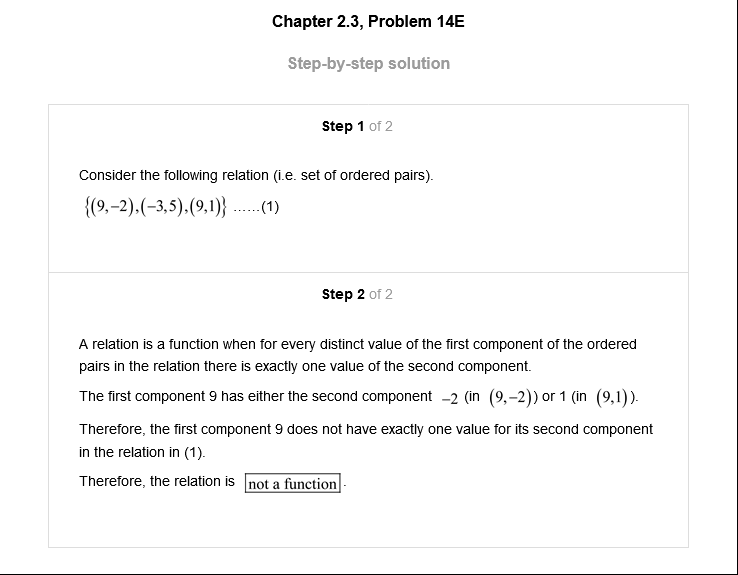 Chapter 2.3, Problem 14E
Step-by-step solution
Step 1 of 2
Consider the following relation (i.e. set of ordered pairs).
{(9,−2),(−3,5),(9,1)} ......(1)
Step 2 of 2
A relation is a function when for every distinct value of the first component of the ordered
pairs in the relation there is exactly one value of the second component.
The first component 9 has either the second component −2 (in (9,−2)) or 1 (in (9,1)).
Therefore, the first component 9 does not have exactly one value for its second component
in the relation in (1).
Therefore, the relation is not a function.